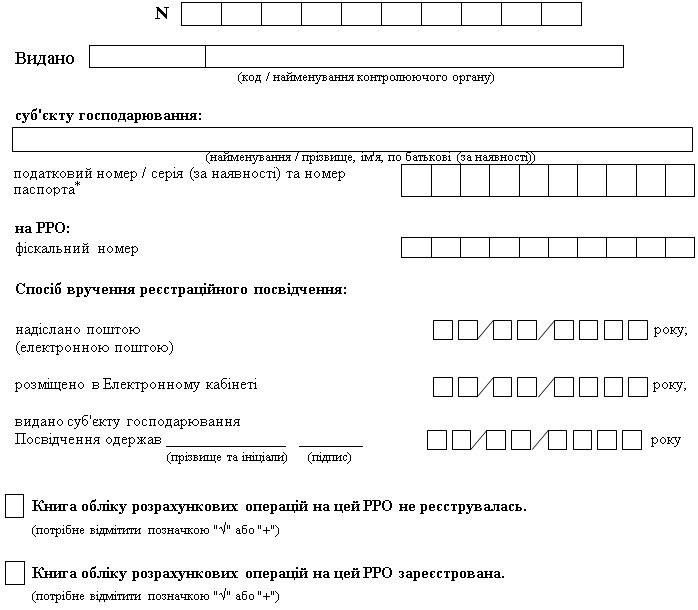 N
Видано
(код / найменування контролюючого органу)
суб'єкту господарювання:
(найменування / прізвище, ім'я, по батькові (за наявності))
податковий номер / серія (за наявності) та номер
паспорта*
на РРО:
фіскальний номер
Спосіб вручення реєстраційного посвідчення:
надіслано поштою
(електронною поштою) / / року;
розміщено в Електронному кабінеті / / року;
видано суб'єкту господарювання
Посвідчення одержав ________________ _________ / / року
(прізвище та ініціали) (підпис)
Книга обліку розрахункових операцій на цей РРО не реєструвалась.
(потрібне відмітити позначкою "√" або "+")
Книга обліку розрахункових операцій на цей РРО зареєстрована.
(потрібне відмітити позначкою "√" або "+")